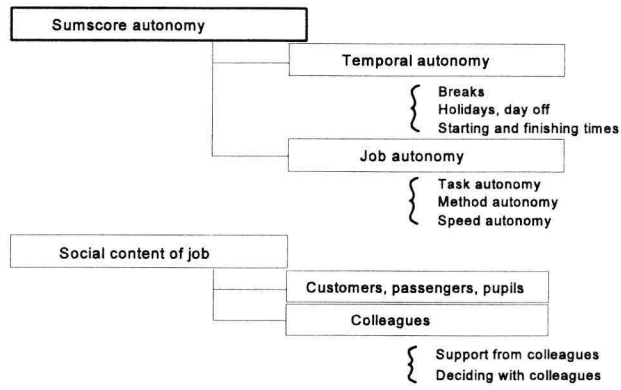 Sumscore autonomy
Temporal autonomy
Breaks
Holidays, day off
Starting and finishing times
Job autonomy
Task autonomy
Method autonomy
Speed autonomy
Social content of job
Customers, passengers, pupils
Colleagues
Support from colleagues
Deciding with colleagues